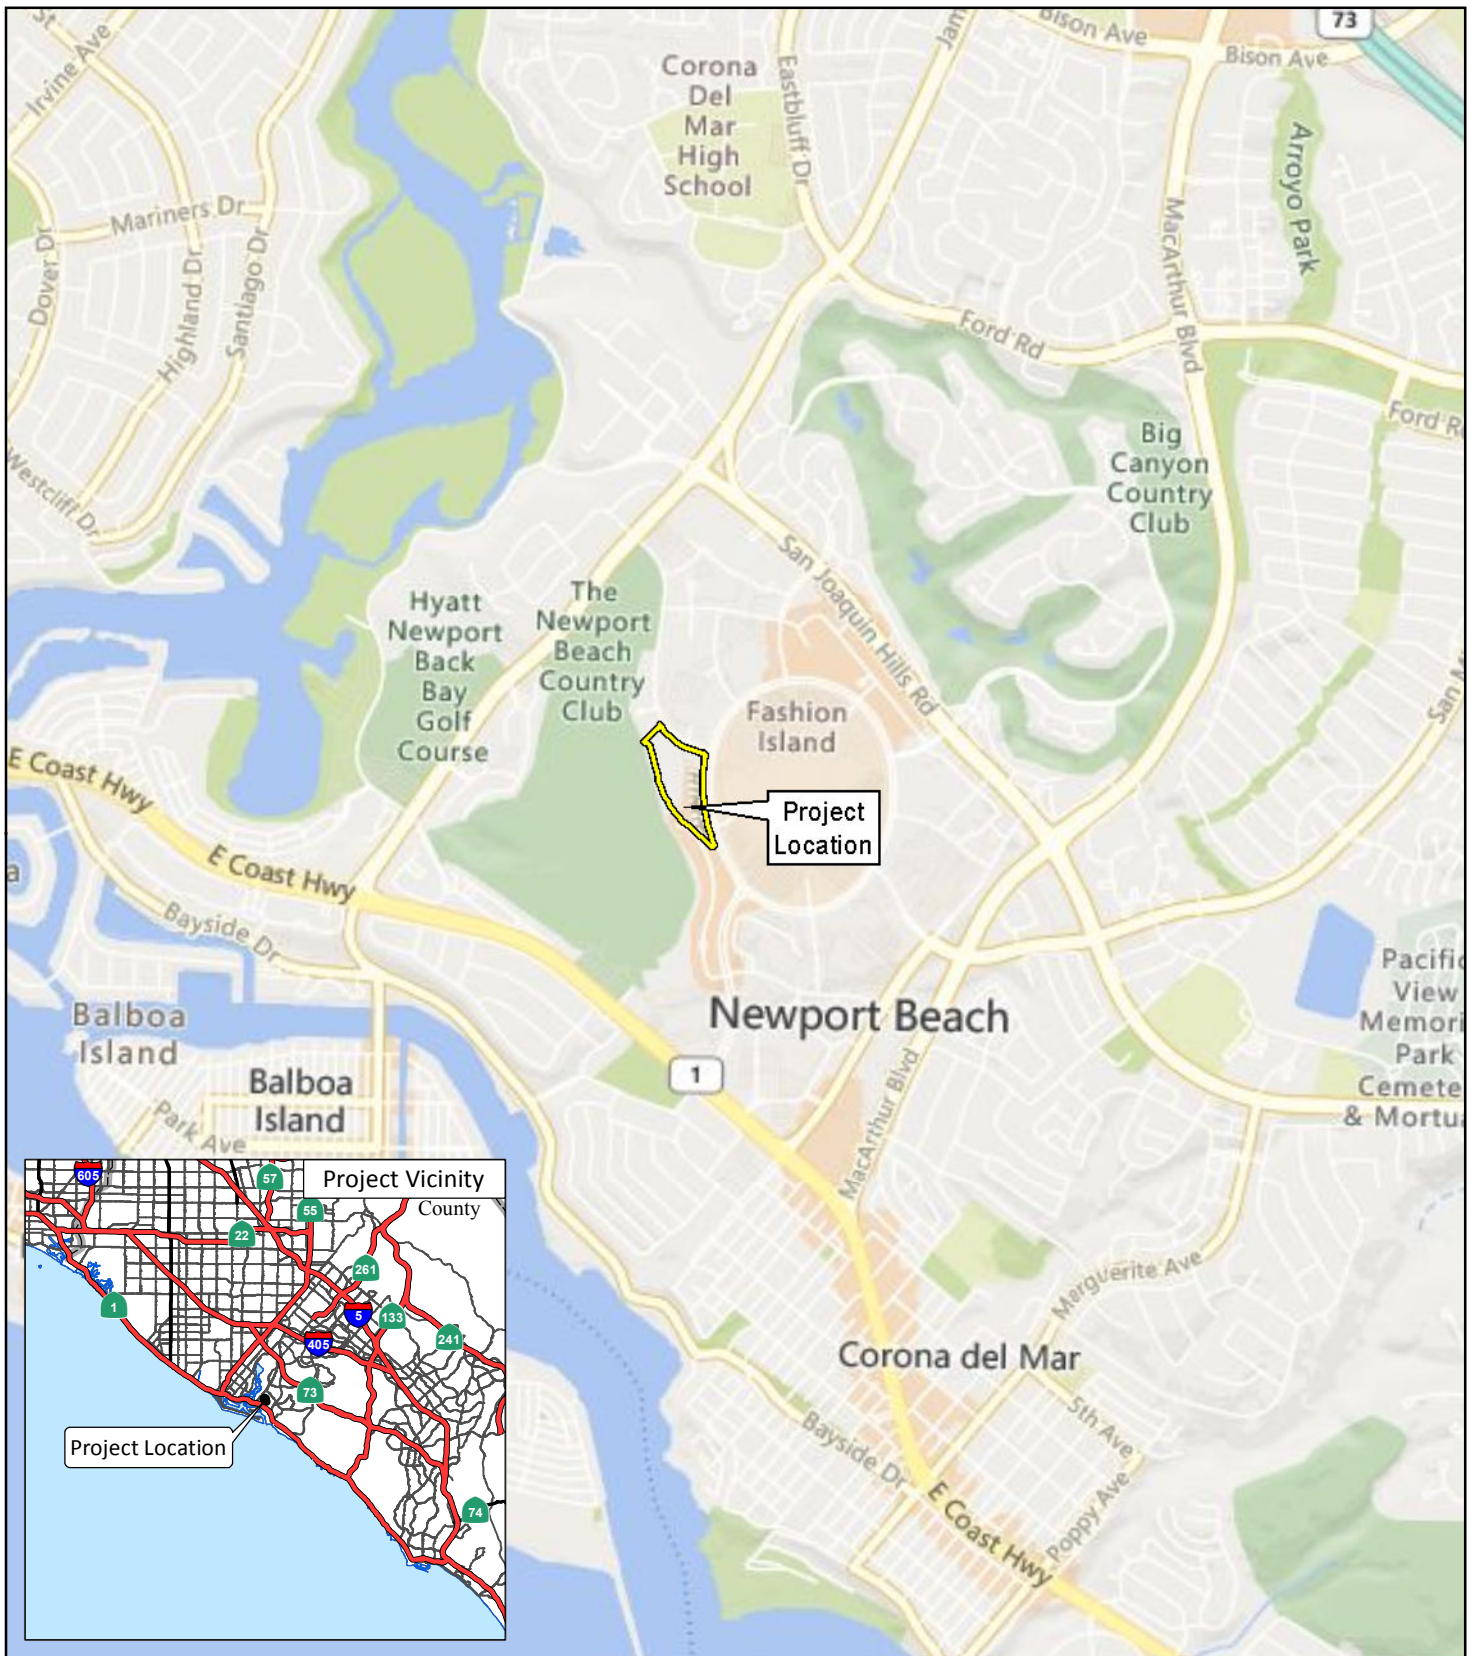 St
Irvine Ave
Jam
Bison Ave
Bison Ave
73
Corona
Del
Mar
High
School
Eastbluff Dr
Arroyo Park
Mariners Dr
Dover Dr
Highland Dr
Santiago Dr
MacArthur Blvd
Ford Rd
Ford R
Westcliff Dr
Big
Canyon
Country
Club
San Joaquin Hills Rd
Hyatt
Newport
Back
Bay
Golf
Course
The
Newport
Beach
Country
Club
Fashion
Island
San M
E Coast Hwy
Project
Location
E Coast Hwy
a
Bayside Dr
Pacific
View
Memori
Park
Cemete
& Mortu
Balboa
Island
Newport Beach
Balboa
Island
1
MacArthur Blvd
Park Ave
Project Vicinity
County
605
57
55
22
261
1
5
133
405
241
73
Project Location
74
Marguerite Ave
Corona del Mar
5th Ave
Bayside Dr
Poppy Ave
E Coast Hwy